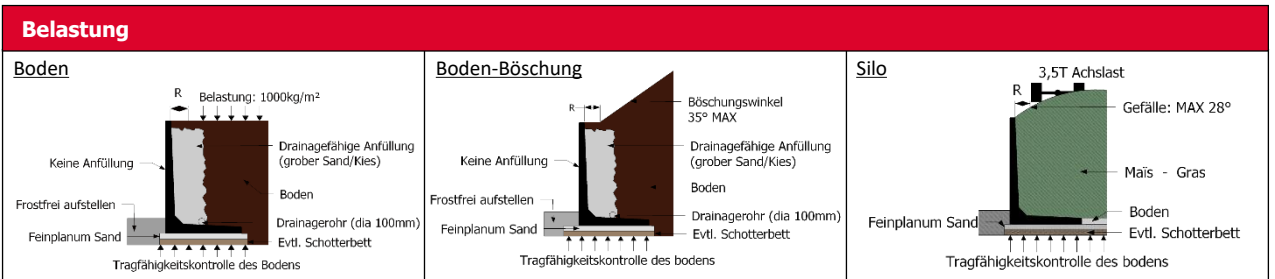 Belastung
Boden
R
Belastung: 1000kg/m²
Drainagefähige Anfüllung
(grober Sand/Kies)
Keine Anfüllung
Boden
Frostfrei aufstellen
Drainagerohr (dia 100mm)
Feinplanum Sand
Evtl. Schotterbett
Tragfähigkeitskontrolle des Bodens
Boden-Böschung
R
Böschungswinkel
35° MAX
Drainagefähige Anfüllung
(grober Sand/Kies)
Keine Anfüllung
Boden
Frostfrei aufstellen
Drainagerohr (dia 100mm)
Feinplanum Sand
Evtl. Schotterbett
Tragfähigkeitskontrolle des bodens
Silo
3,5T Achslast
R
Gefälle: MAX 28°
Maïs - Gras
Boden
Feinplanum Sand
Evtl. Schotterbett
Tragfähigkeitskontrolle des bodens